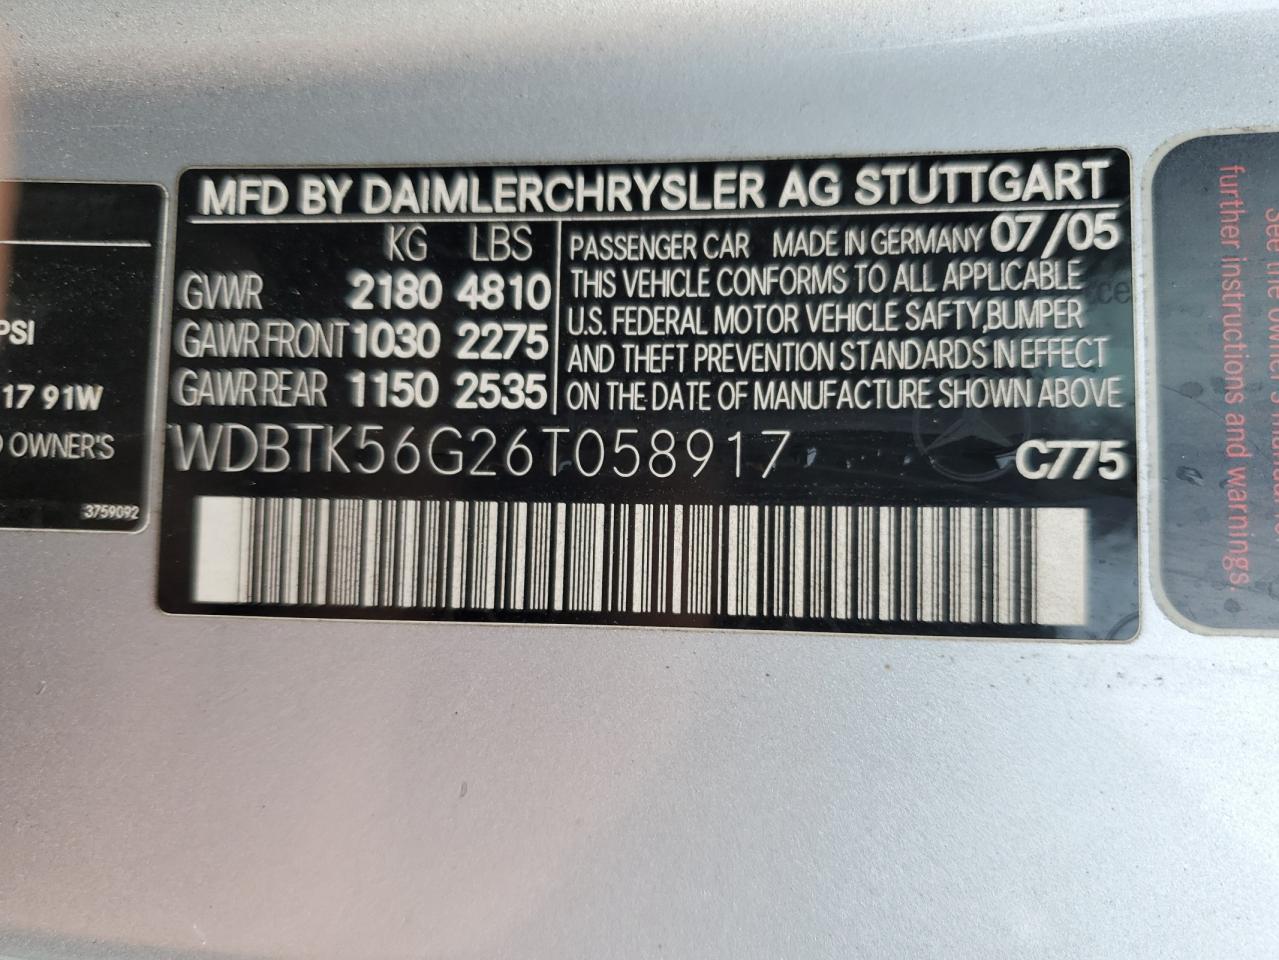 MFD BY DAIMLERCHRYSLER AG STUTTGART
KG LBS
GVWR 2180 4810
GAWR FRONT 1030 2275
GAWR REAR 1150 2535
PASSENGER CAR MADE IN GERMANY 07/05
THIS VEHICLE CONFORMS TO ALL APPLICABLE
U.S. FEDERAL MOTOR VEHICLE SAFTY,BUMPER
AND THEFT PREVENTION STANDARDS IN EFFECT
ON THE DATE OF MANUFACTURE SHOWN ABOVE
WDBTK56G26T058917 C775
PSI
17 91W
OWNER'S
3759092
See the owner's
further instructions and warnings.